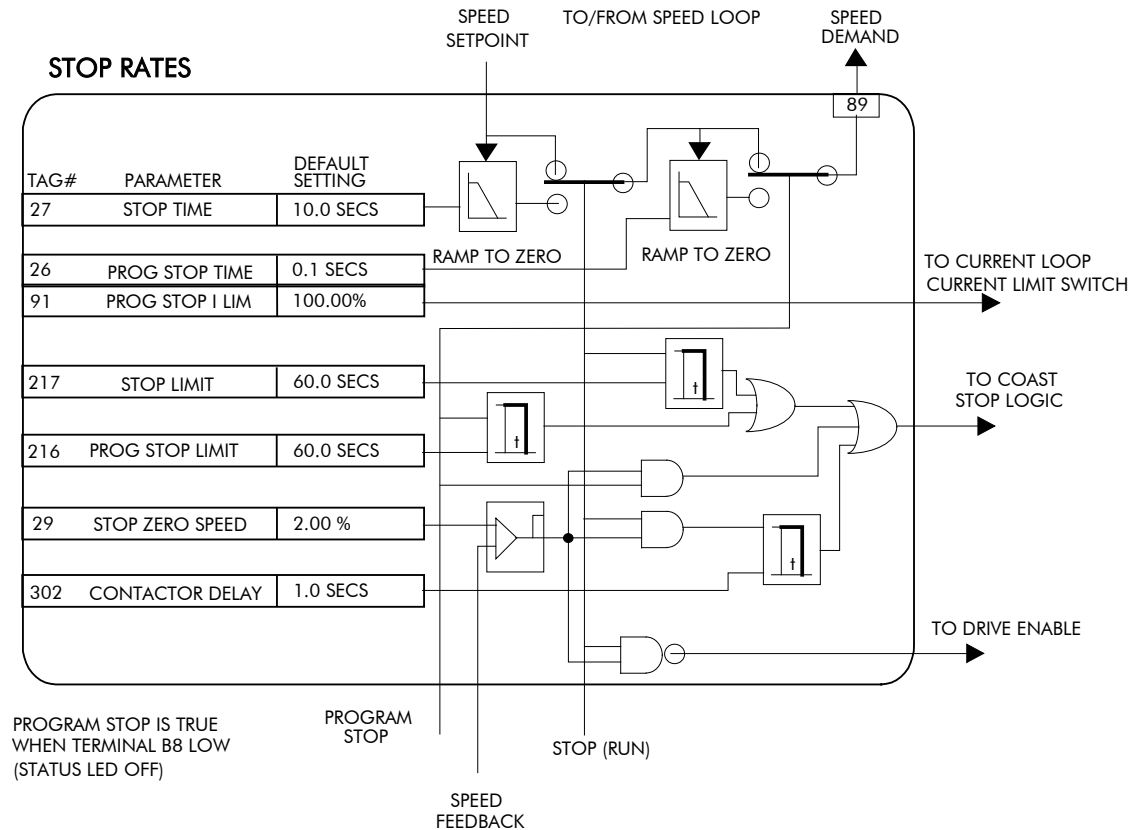 SPEED
SETPOINT
TO/FROM SPEED LOOP
SPEED
DEMAND
STOP RATES
89
TAG# PARAMETER DEFAULT
SETTING
27 STOP TIME 10.0 SECS
RAMP TO ZERO
RAMP TO ZERO
26 PROG STOP TIME 0.1 SECS
91 PROG STOP I LIM 100.00%
TO CURRENT LOOP
CURRENT LIMIT SWITCH
217 STOP LIMIT 60.0 SECS
t
TO COAST
STOP LOGIC
t
216 PROG STOP LIMIT 60.0 SECS
29 STOP ZERO SPEED 2.00 %
t
302 CONTACTOR DELAY 1.0 SECS
TO DRIVE ENABLE
PROGRAM STOP IS TRUE
WHEN TERMINAL B8 LOW
(STATUS LED OFF)
PROGRAM
STOP
STOP (RUN)
SPEED
FEEDBACK